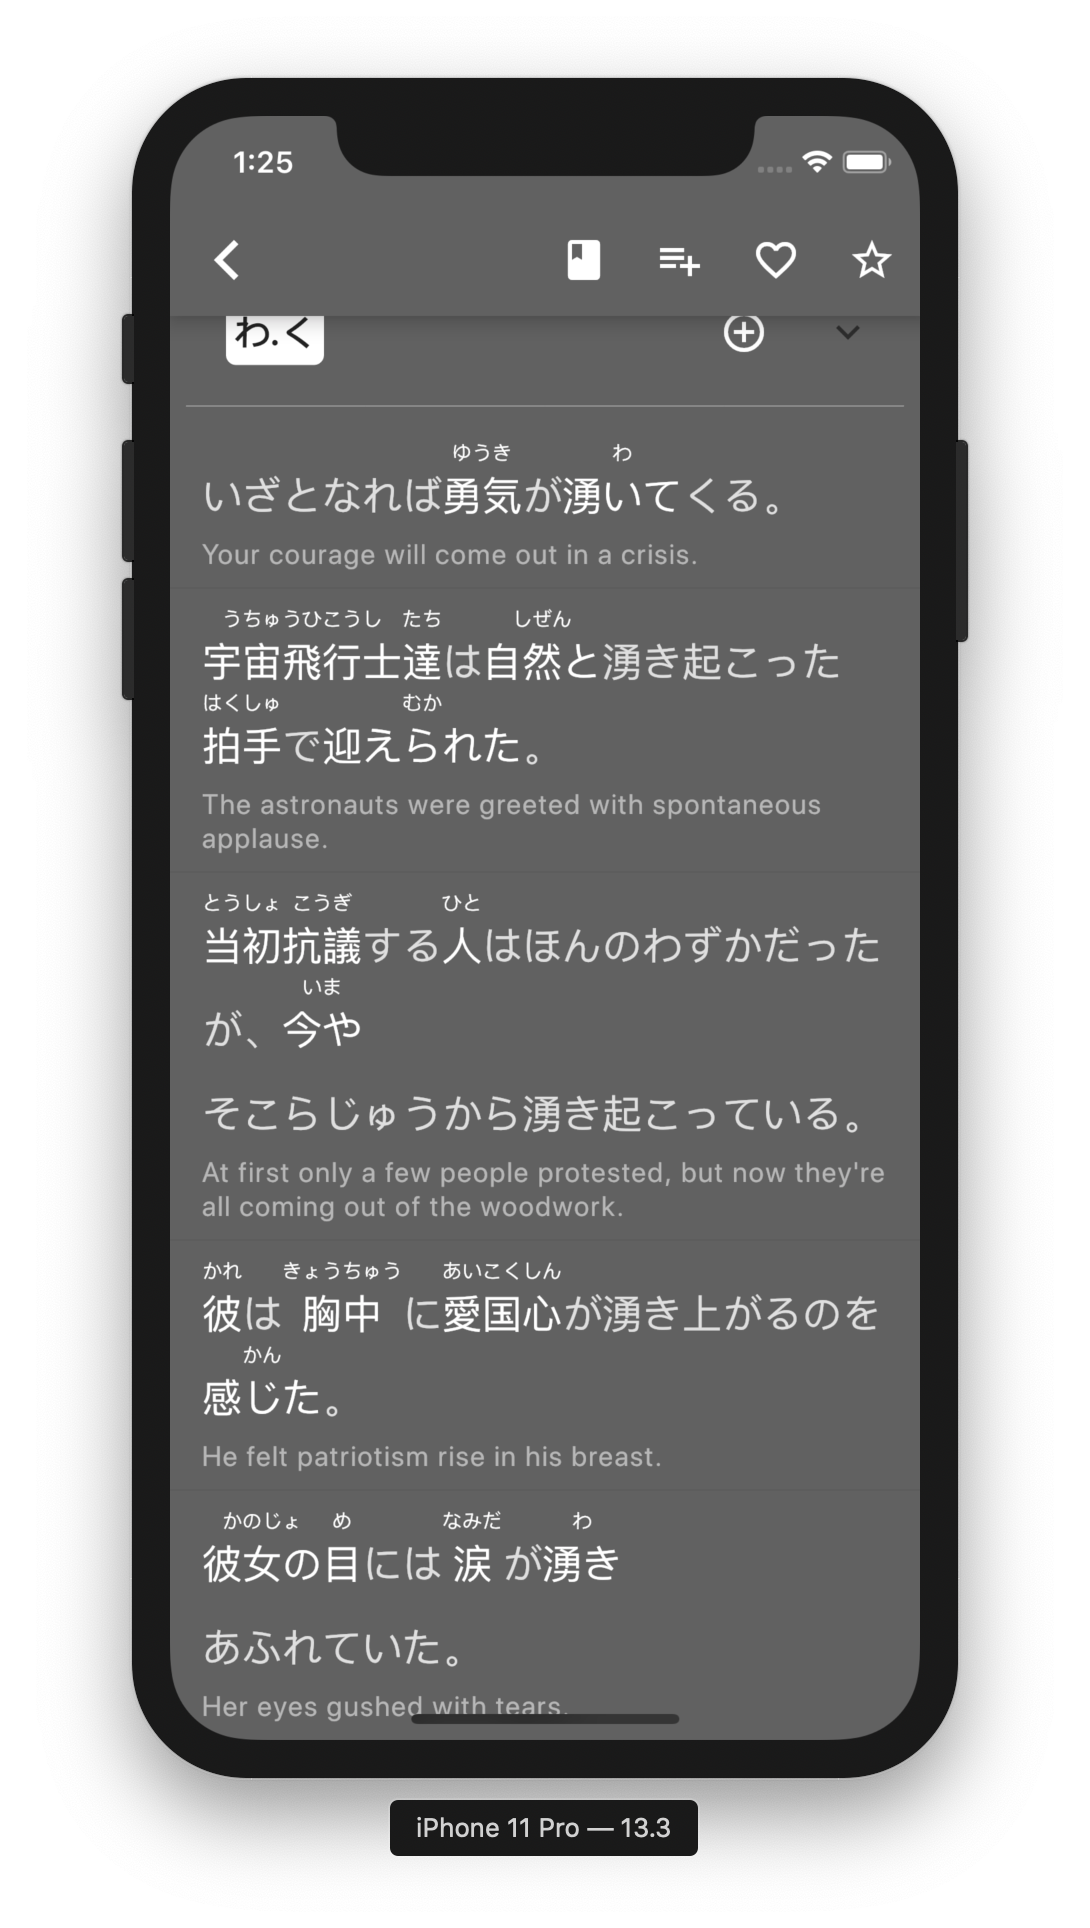 1:25
わ.く
ゆうき わ
いざとなれば勇気が湧いてくる。
Your courage will come out in a crisis.
うちゅうひこうし たち しぜん
宇宙飛行士達は自然と湧き起こった
はくしゅ むか
拍手で迎えられた。
The astronauts were greeted with spontaneous
applause.
とうしょ こうぎ ひと
当初抗議する人はほんのわずかだった
いま
が、今や
そこらじゅうから湧き起こっている。
At first only a few people protested, but now they're
all coming out of the woodwork.
かれ きょうちゅう あいこくしん
彼は 胸中 に愛国心が湧き上がるのを
かん
感じた。
He felt patriotism rise in his breast.
かのじょ め なみだ わ
彼女の目には 涙 が湧き
あふれていた。
Her eyes gushed with tears.
iPhone 11 Pro — 13.3